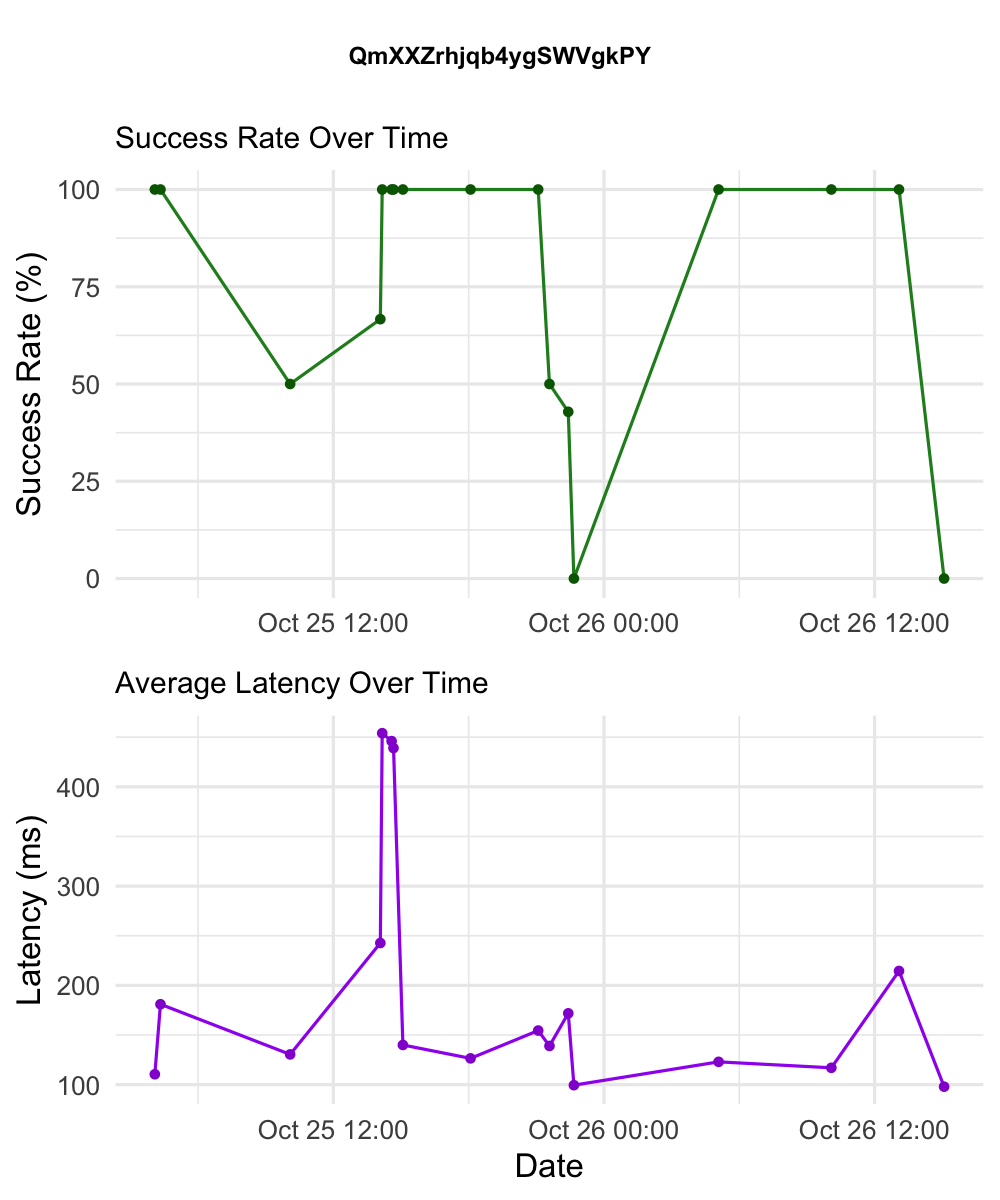 QmXXZrhjqb4ygSWVgkPY
Success Rate Over Time
Success Rate (%)
100
75
50
25
0
Oct 25 12:00 Oct 26 00:00 Oct 26 12:00
Average Latency Over Time
Latency (ms)
400
300
200
100
Oct 25 12:00 Oct 26 00:00 Oct 26 12:00
Date